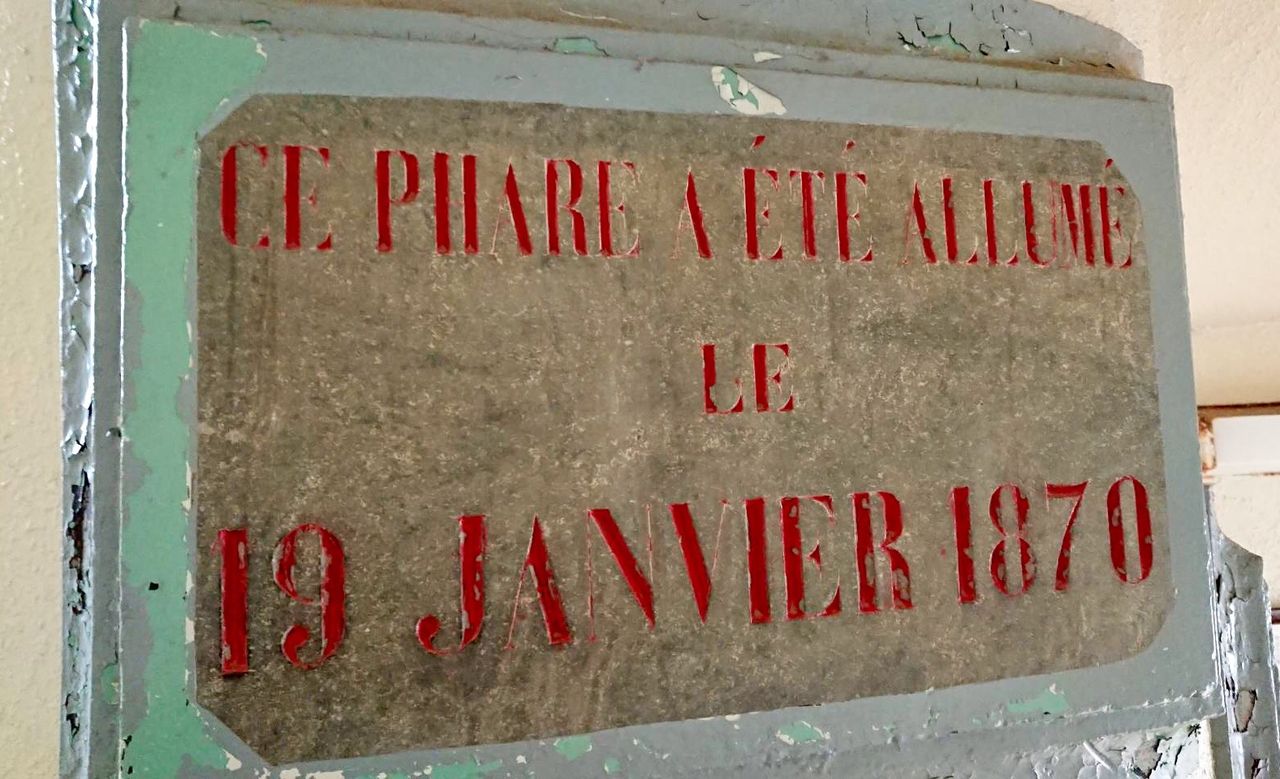 CE PHARE A ÉTÉ ALLUMÉ
LE
19 JANVIER 1870